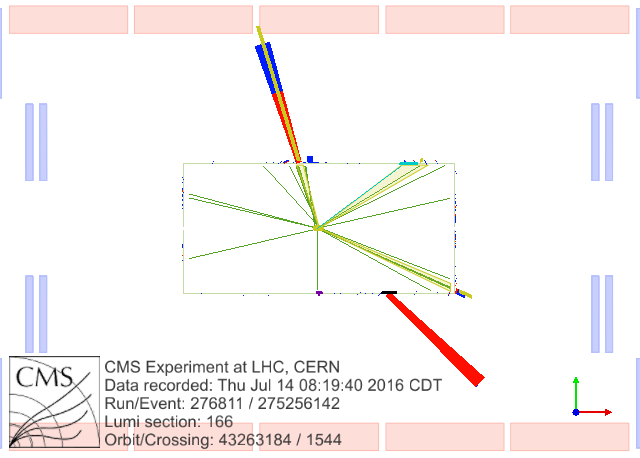 CMS
CMS Experiment at LHC, CERN
Data recorded: Thu Jul 14 08:19:40 2016 CDT
Run/Event: 276811 / 275256142
Lumi section: 166
Orbit/Crossing: 43263184 / 1544